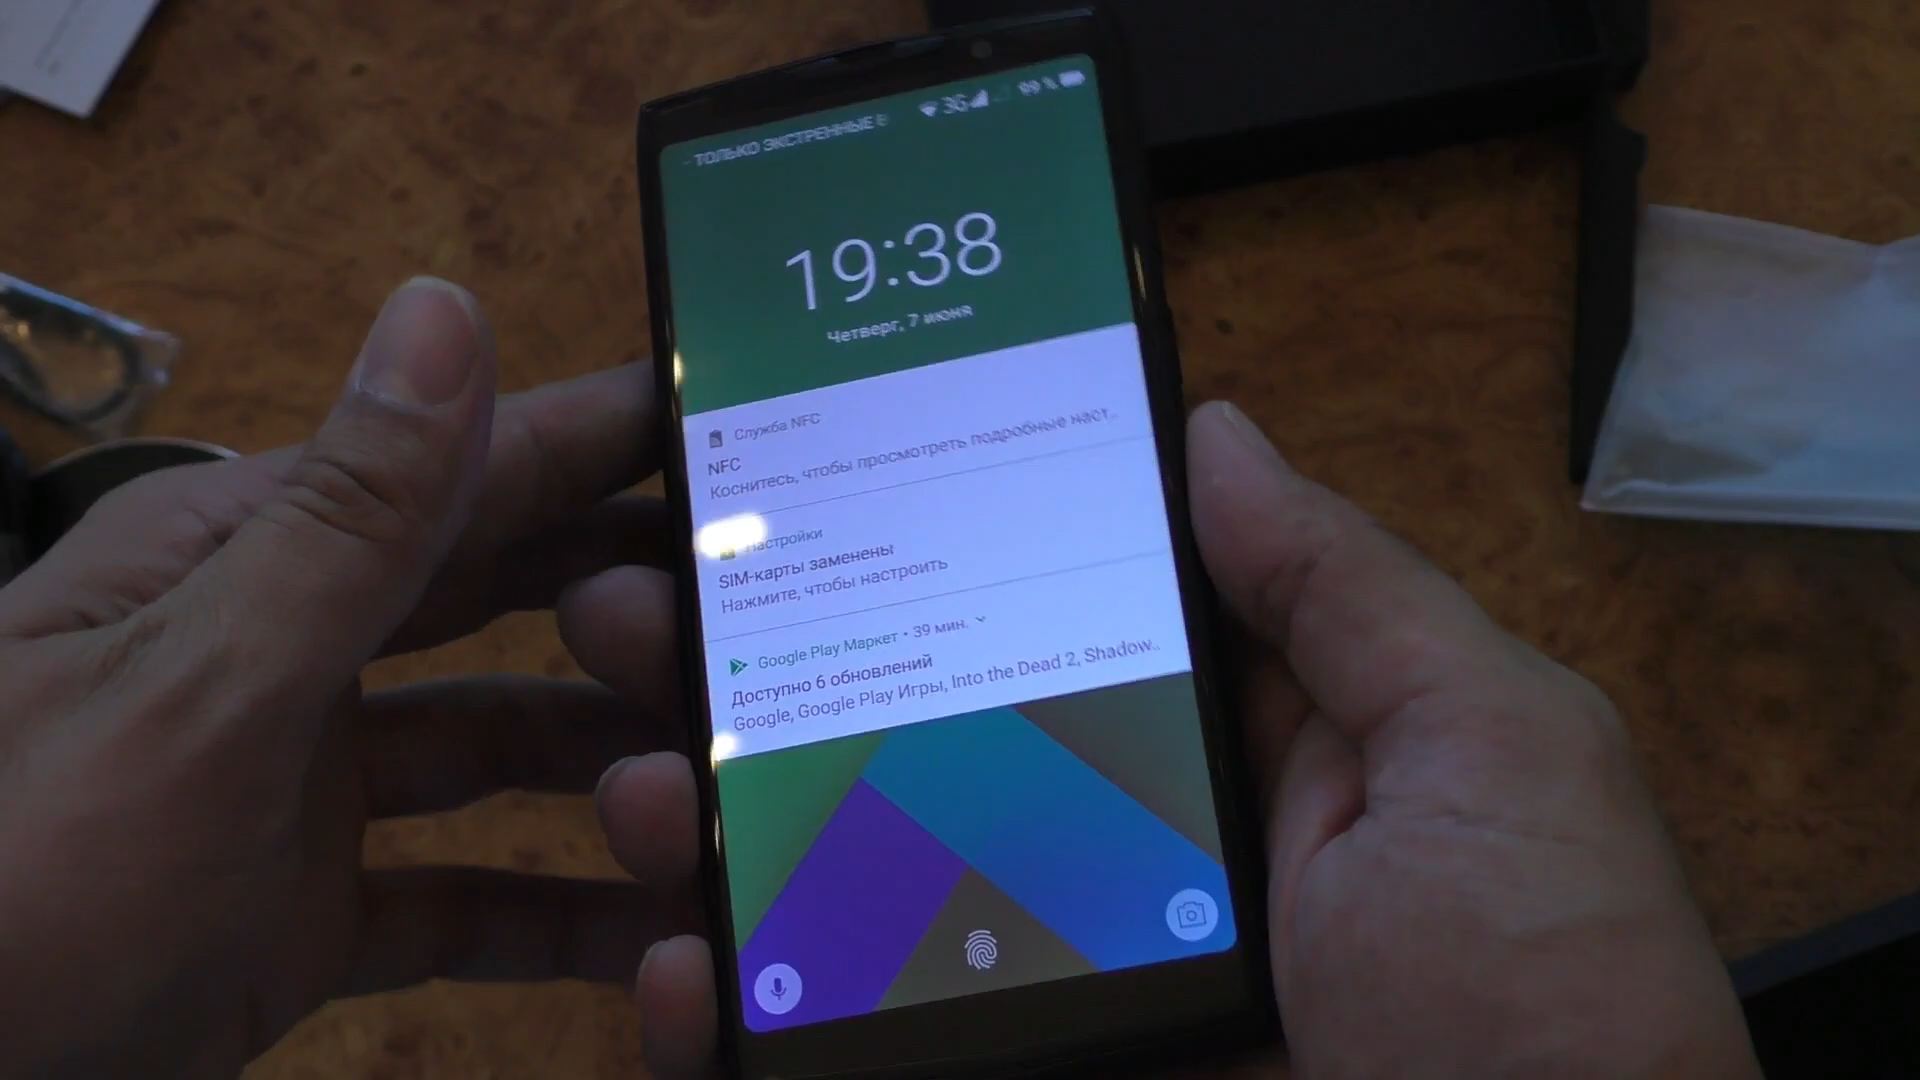 - ТОЛЬКО ЭКСТРЕННЫЕ В
3G 99 %
19:38
Четверг, 7 июня
Служба NFC
NFC
Коснитесь, чтобы просмотреть подробные наст..
Настройки
SIM-карты заменены
Нажмите, чтобы настроить
Google Play Маркет • 39 мин.
Доступно 6 обновлений
Google, Google Play Игры, Into the Dead 2, Shadow..